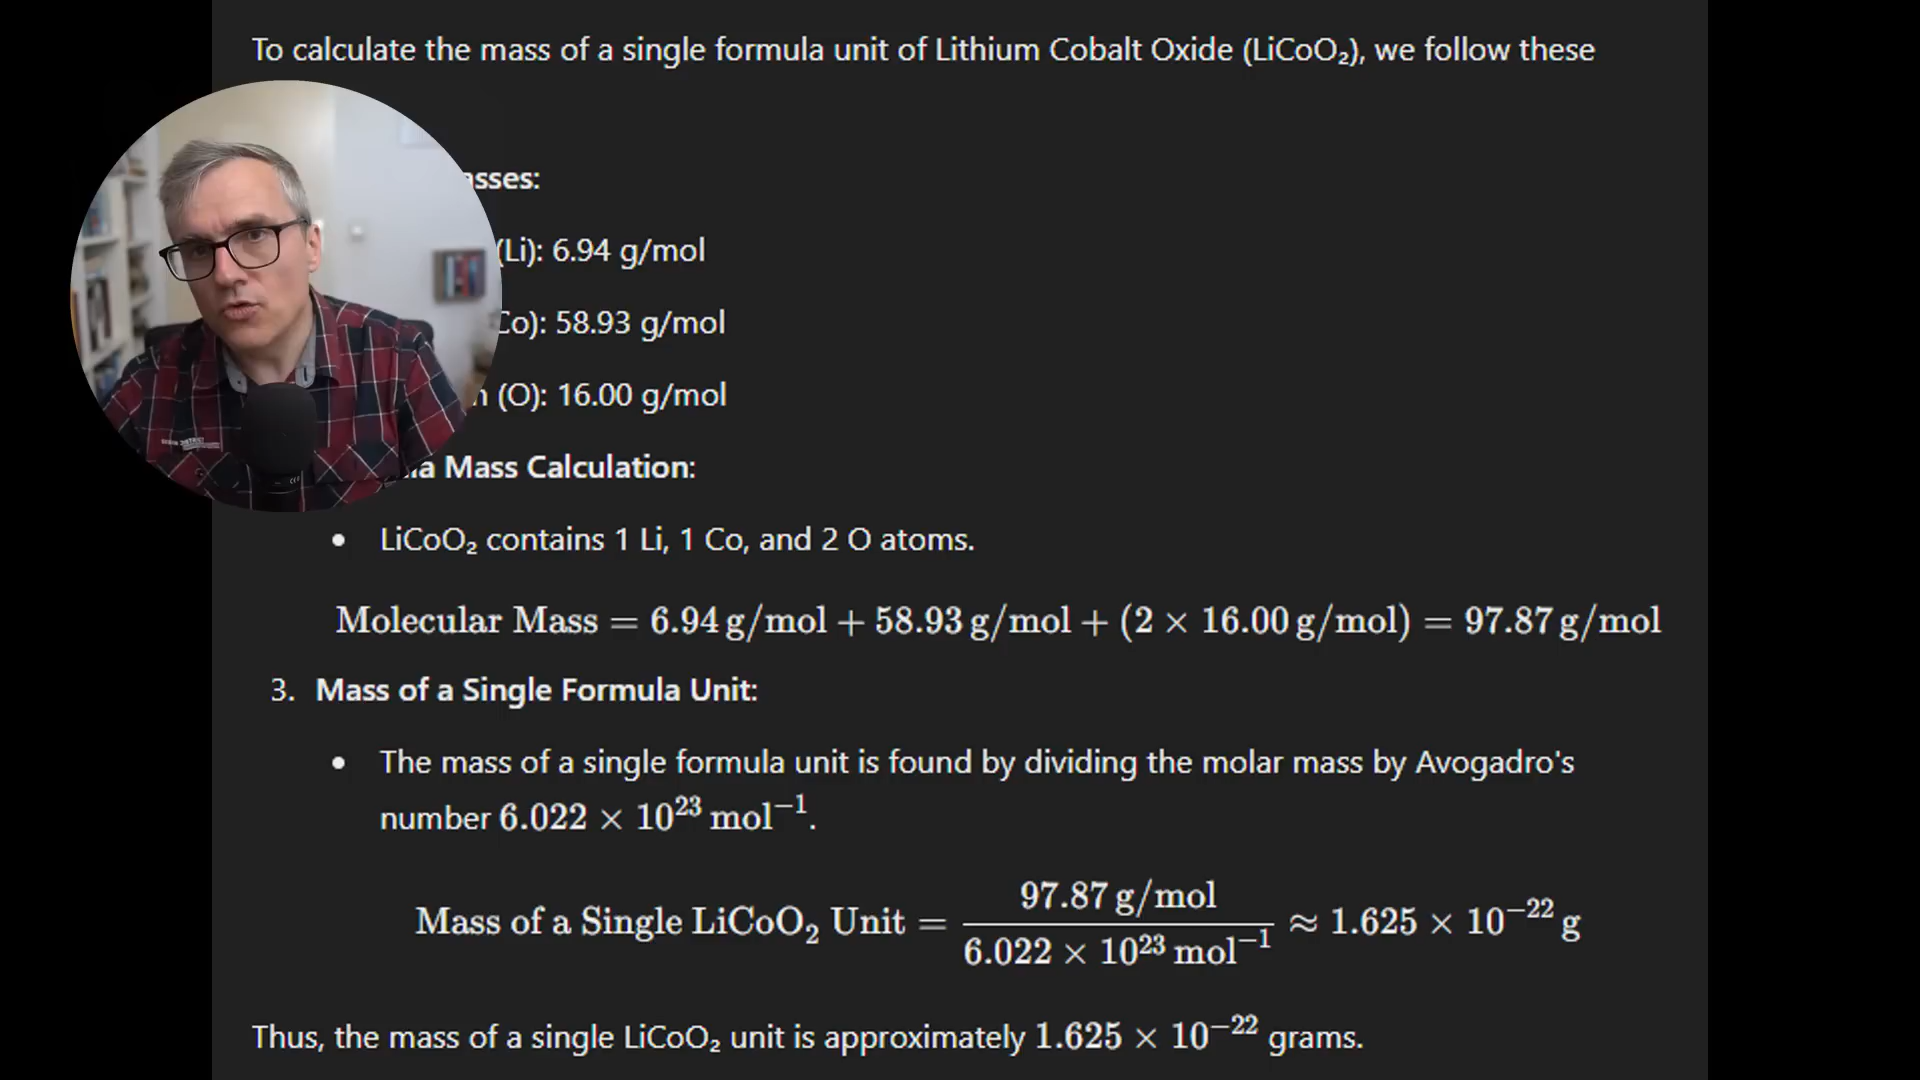 To calculate the mass of a single formula unit of Lithium Cobalt Oxide (LiCoO₂), we follow these
asses:
(Li): 6.94 g/mol
Co): 58.93 g/mol
n (O): 16.00 g/mol
a Mass Calculation:
• LiCoO₂ contains 1 Li, 1 Co, and 2 O atoms.
Molecular Mass = 6.94 g/mol + 58.93 g/mol + (2 × 16.00 g/mol) = 97.87 g/mol
3. Mass of a Single Formula Unit:
• The mass of a single formula unit is found by dividing the molar mass by Avogadro's
number 6.022 × 10²³ mol⁻¹.
97.87 g/mol
Mass of a Single LiCoO₂ Unit = ≈ 1.625 × 10⁻²² g
6.022 × 10²³ mol⁻¹
Thus, the mass of a single LiCoO₂ unit is approximately 1.625 × 10⁻²² grams.